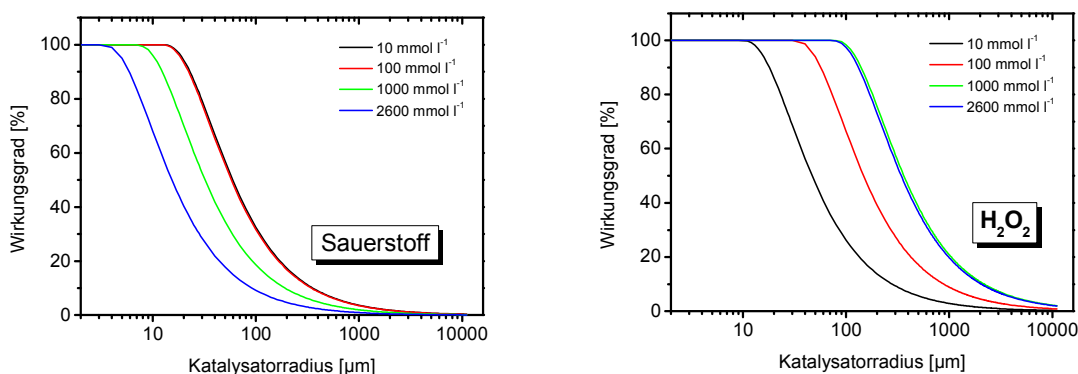 100
80
60
40
20
0
Wirkungsgrad [%]
10 mmol l⁻¹
100 mmol l⁻¹
1000 mmol l⁻¹
2600 mmol l⁻¹
Sauerstoff
10 100 1000 10000
Katalysatorradius [µm]
100
80
60
40
20
0
Wirkungsgrad [%]
10 mmol l⁻¹
100 mmol l⁻¹
1000 mmol l⁻¹
2600 mmol l⁻¹
H₂O₂
10 100 1000 10000
Katalysatorradius [µm]